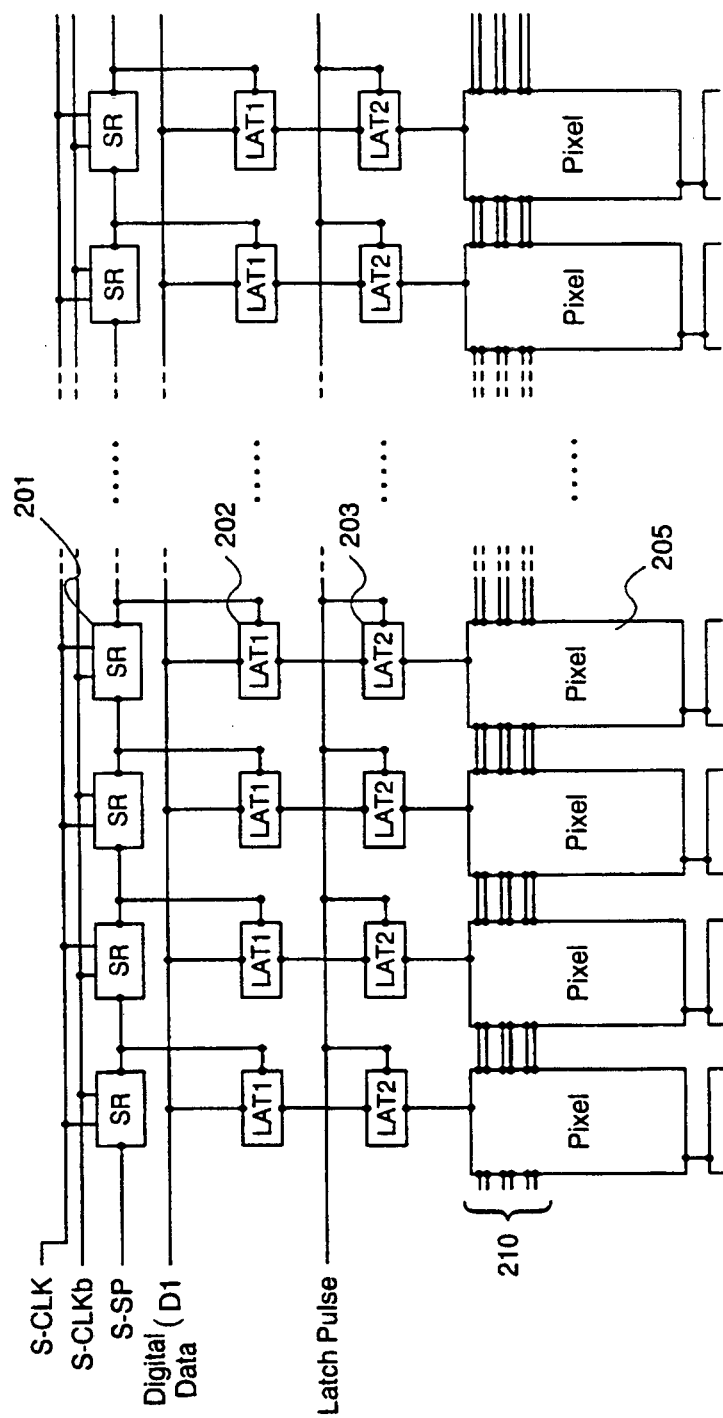 S-CLK
S-CLKb
S-SP
Digital Data ( D1
Latch Pulse
201
SR SR SR SR SR SR
202
LAT1 LAT1 LAT1 LAT1 LAT1 LAT1
203
LAT2 LAT2 LAT2 LAT2 LAT2 LAT2
205
Pixel Pixel Pixel Pixel Pixel Pixel
210